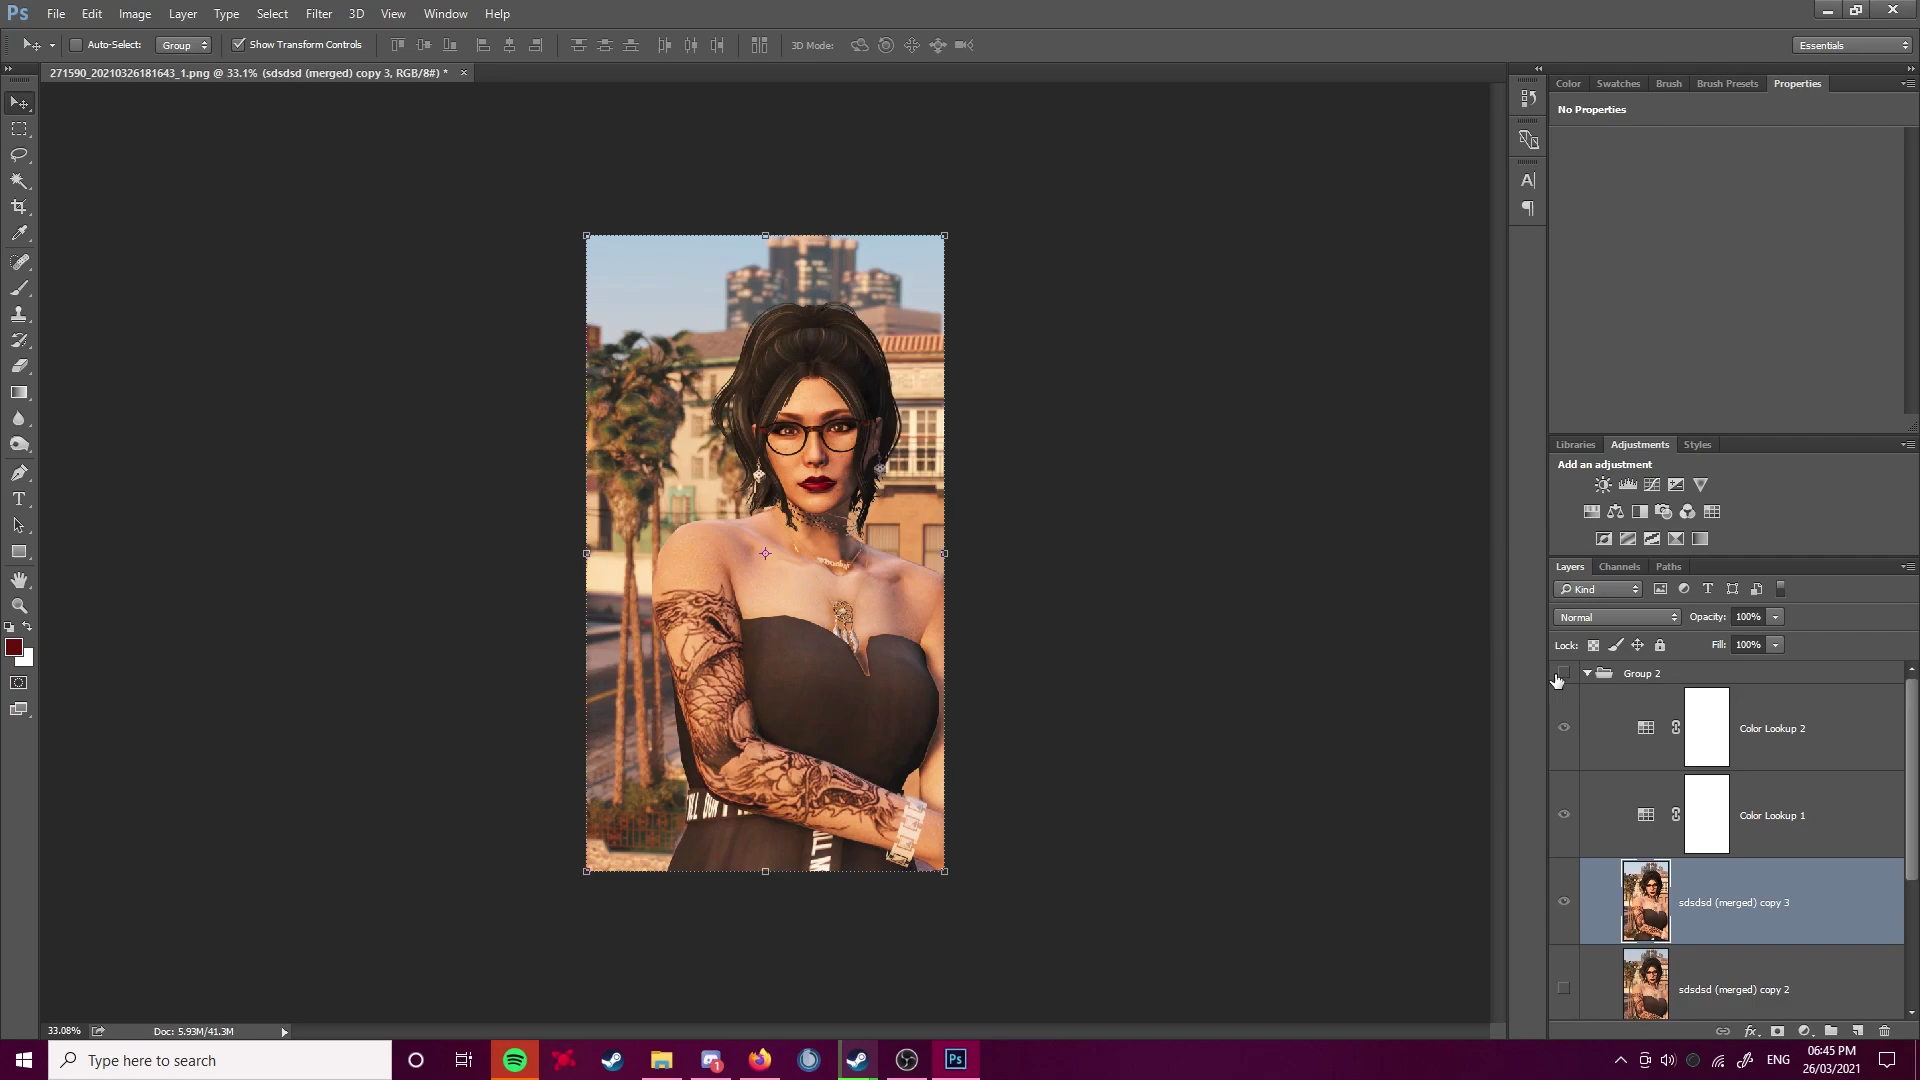 Ps File Edit Image Layer Type Select Filter 3D View Window Help
Auto-Select: Group Show Transform Controls 3D Mode: Essentials
271590_20210326181643_1.png @ 33.1% (sdsdsd (merged) copy 3, RGB/8#) * ×
Color Swatches Brush Brush Presets Properties
No Properties
Libraries Adjustments Styles
Add an adjustment
Layers Channels Paths
Kind
Normal Opacity: 100%
Lock: Fill: 100%
Group 2
Color Lookup 2
Color Lookup 1
sdsdsd (merged) copy 3
sdsdsd (merged) copy 2
33.08% Doc: 5.93M/41.3M
Type here to search
1
Ps
ENG
06:45 PM
26/03/2021